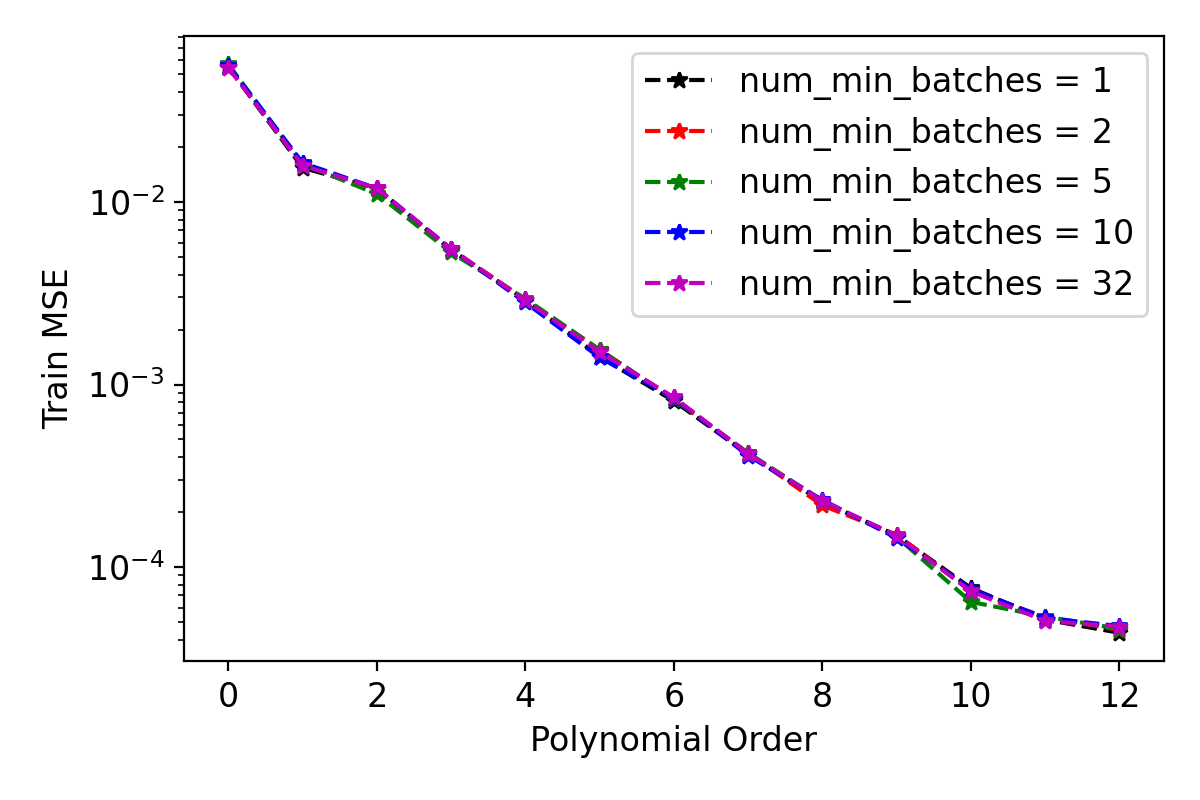 num_min_batches = 1
num_min_batches = 2
num_min_batches = 5
num_min_batches = 10
num_min_batches = 32
Train MSE
10⁻²
10⁻³
10⁻⁴
0 2 4 6 8 10 12
Polynomial Order